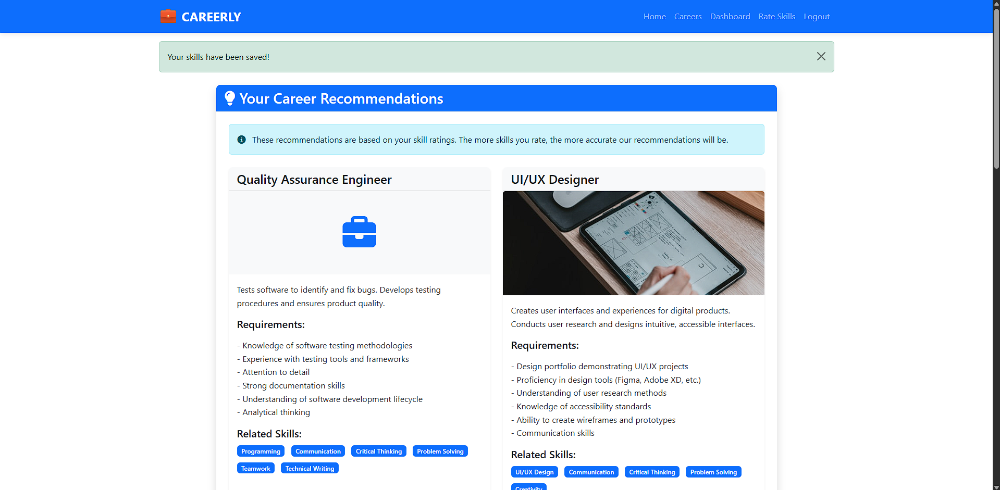 CAREERLY
Home Careers Dashboard Rate Skills Logout
Your skills have been saved!
Your Career Recommendations
These recommendations are based on your skill ratings. The more skills you rate, the more accurate our recommendations will be.
Quality Assurance Engineer
Tests software to identify and fix bugs. Develops testing
procedures and ensures product quality.
Requirements:
- Knowledge of software testing methodologies
- Experience with testing tools and frameworks
- Attention to detail
- Strong documentation skills
- Understanding of software development lifecycle
- Analytical thinking
Related Skills:
Programming Communication Critical Thinking Problem Solving
Teamwork Technical Writing
UI/UX Designer
Creates user interfaces and experiences for digital products.
Conducts user research and designs intuitive, accessible interfaces.
Requirements:
- Design portfolio demonstrating UI/UX projects
- Proficiency in design tools (Figma, Adobe XD, etc.)
- Understanding of user research methods
- Knowledge of accessibility standards
- Ability to create wireframes and prototypes
- Communication skills
Related Skills:
UI/UX Design Communication Critical Thinking Problem Solving
Creativity